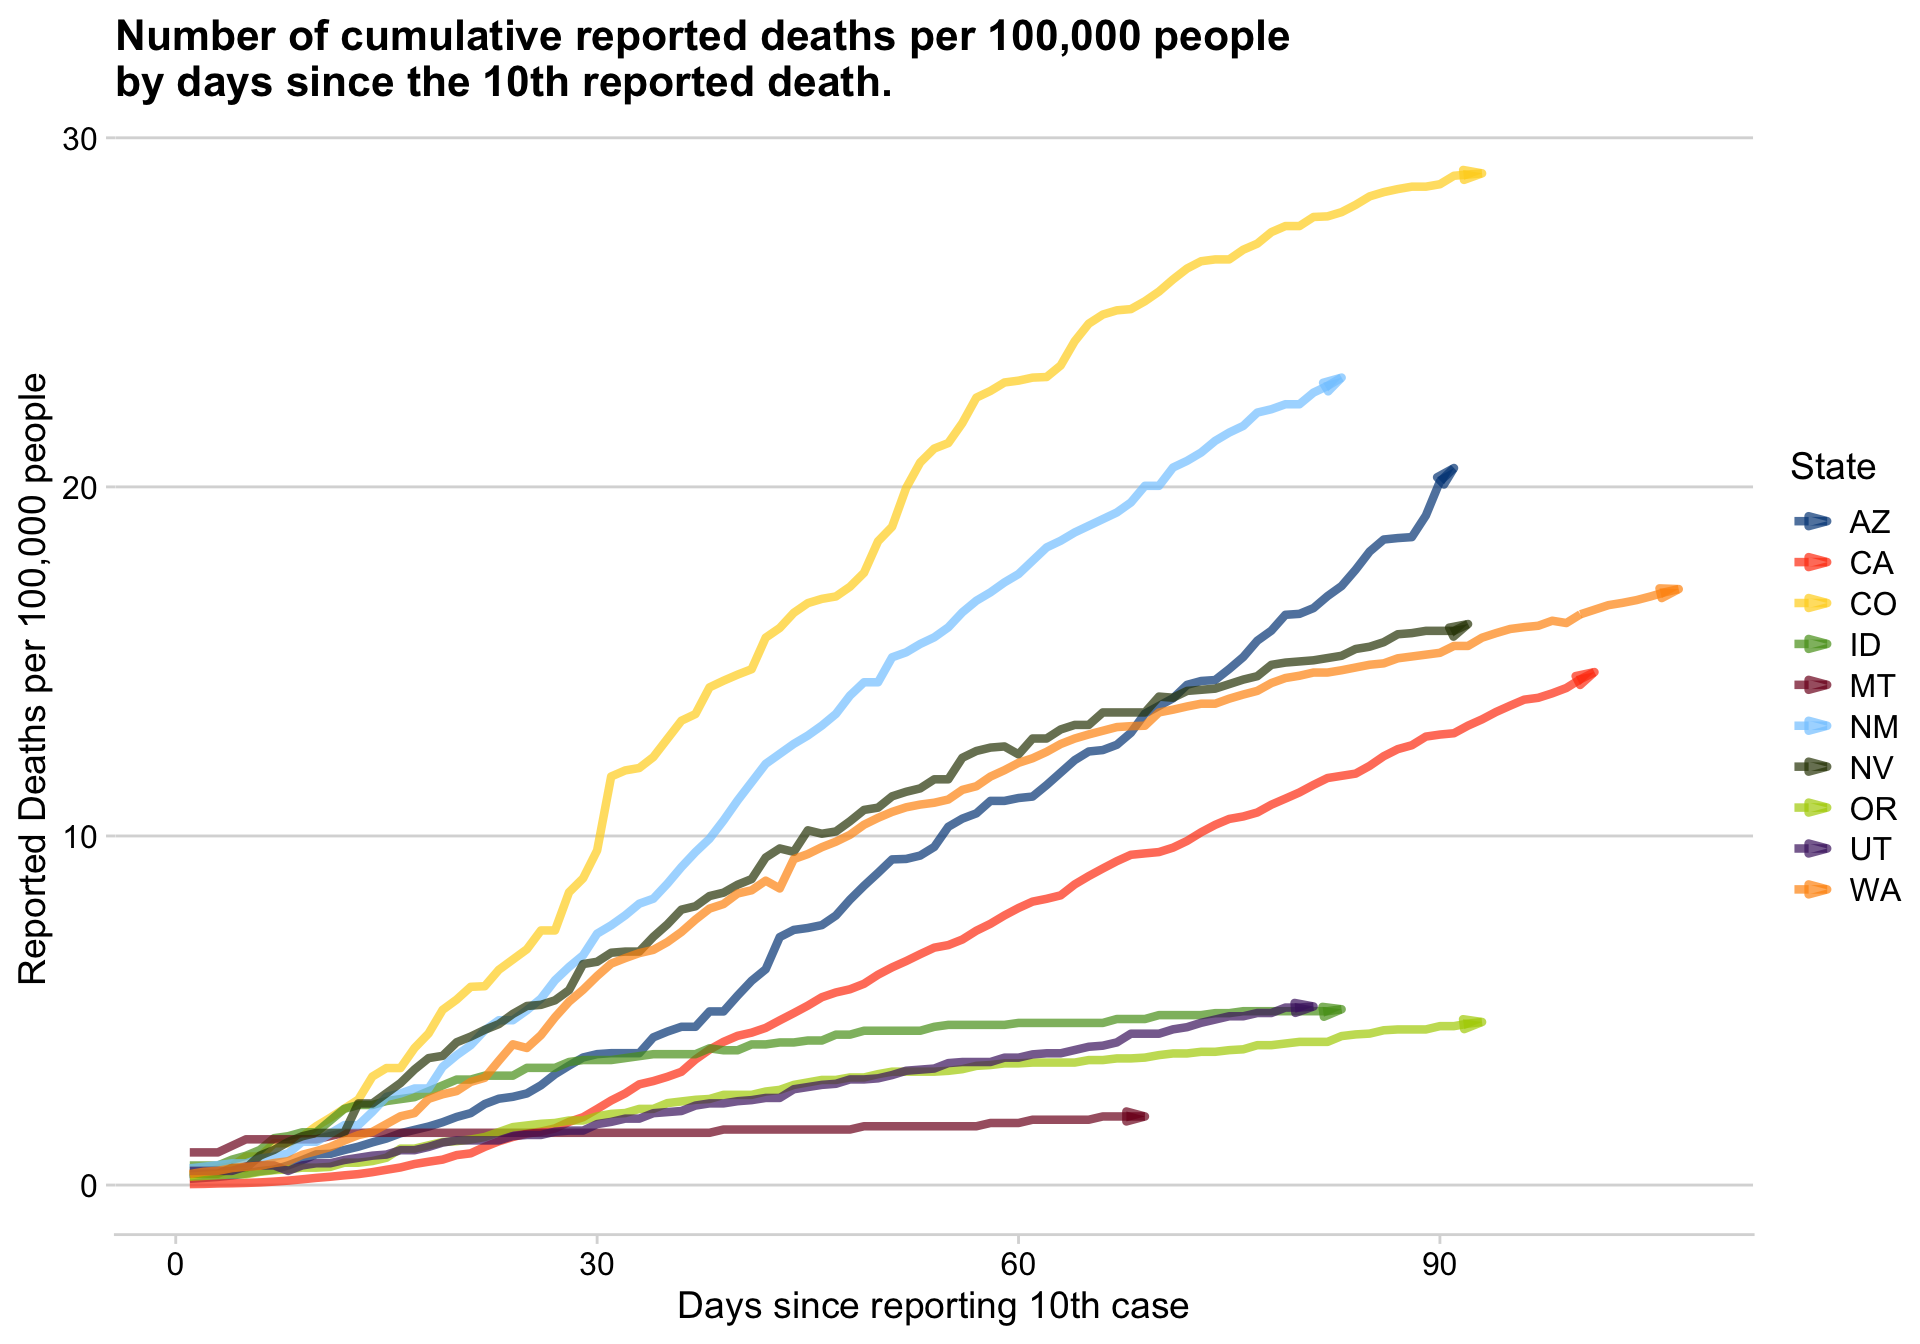 Number of cumulative reported deaths per 100,000 people
by days since the 10th reported death.
30
20
10
0
Reported Deaths per 100,000 people
0
30
60
90
Days since reporting 10th case
State
AZ
CA
CO
ID
MT
NM
NV
OR
UT
WA